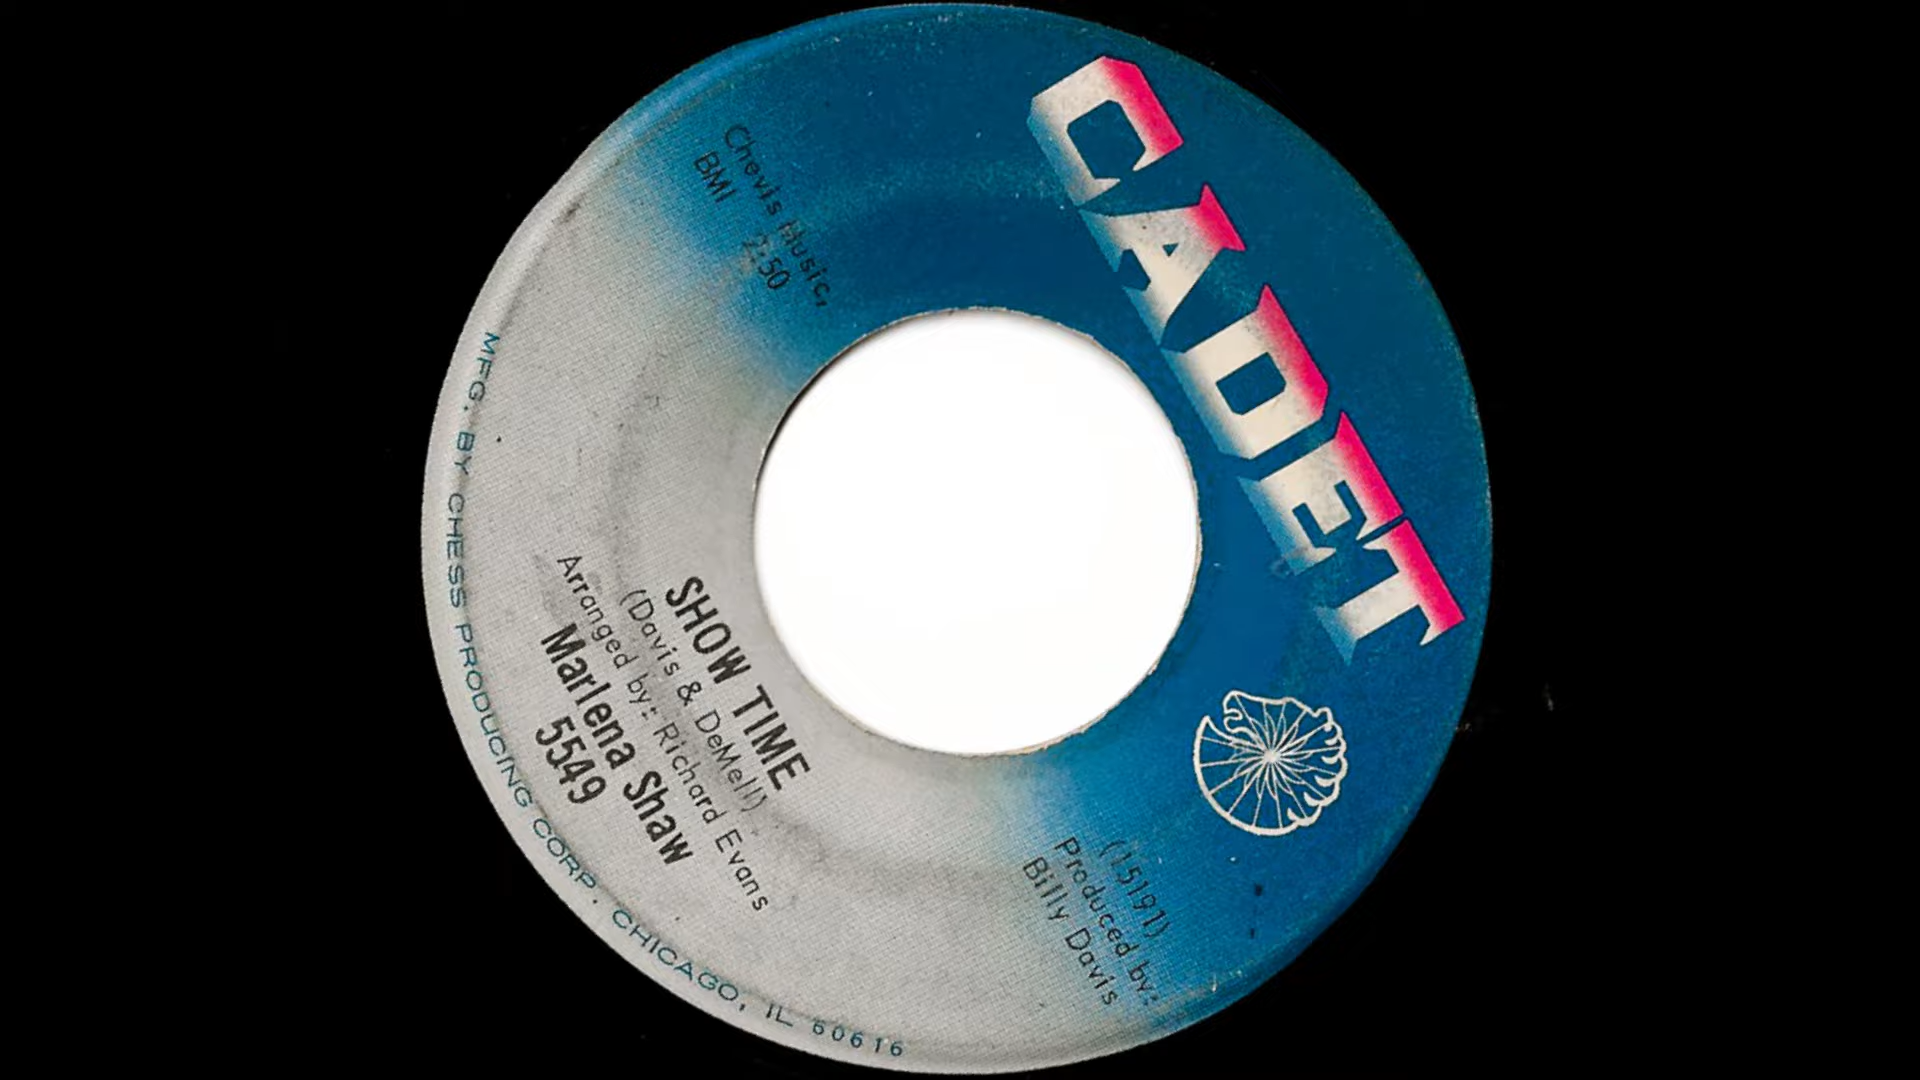 CADET
Chevis Music,
BMI
2:50
(15191)
Produced by:
Billy Davis
SHOW TIME
(Davis & DeMell)
Arranged by: Richard Evans
Marlena Shaw
5549
MFG. BY CHESS PRODUCING CORP. CHICAGO, IL 60616